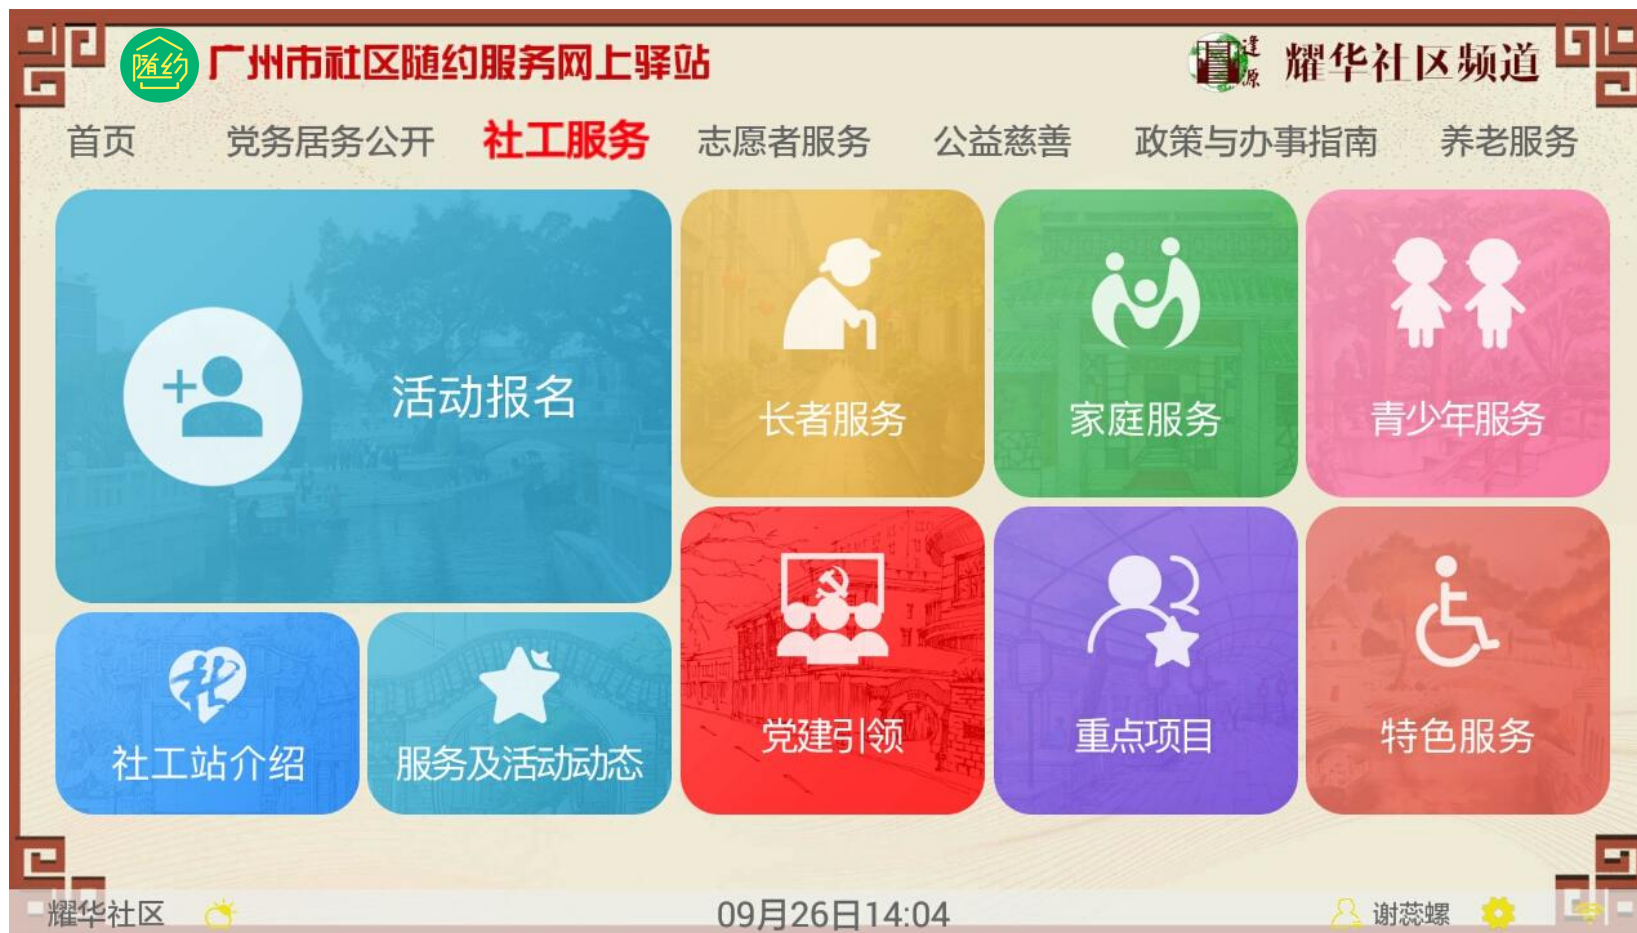 随约 广州市社区随约服务网上驿站
逢源 耀华社区频道
首页 党务居务公开 社工服务 志愿者服务 公益慈善 政策与办事指南 养老服务
活动报名
长者服务 家庭服务 青少年服务
社工站介绍 服务及活动动态
党建引领 重点项目 特色服务
耀华社区 09月26日14:04 谢蕊螺